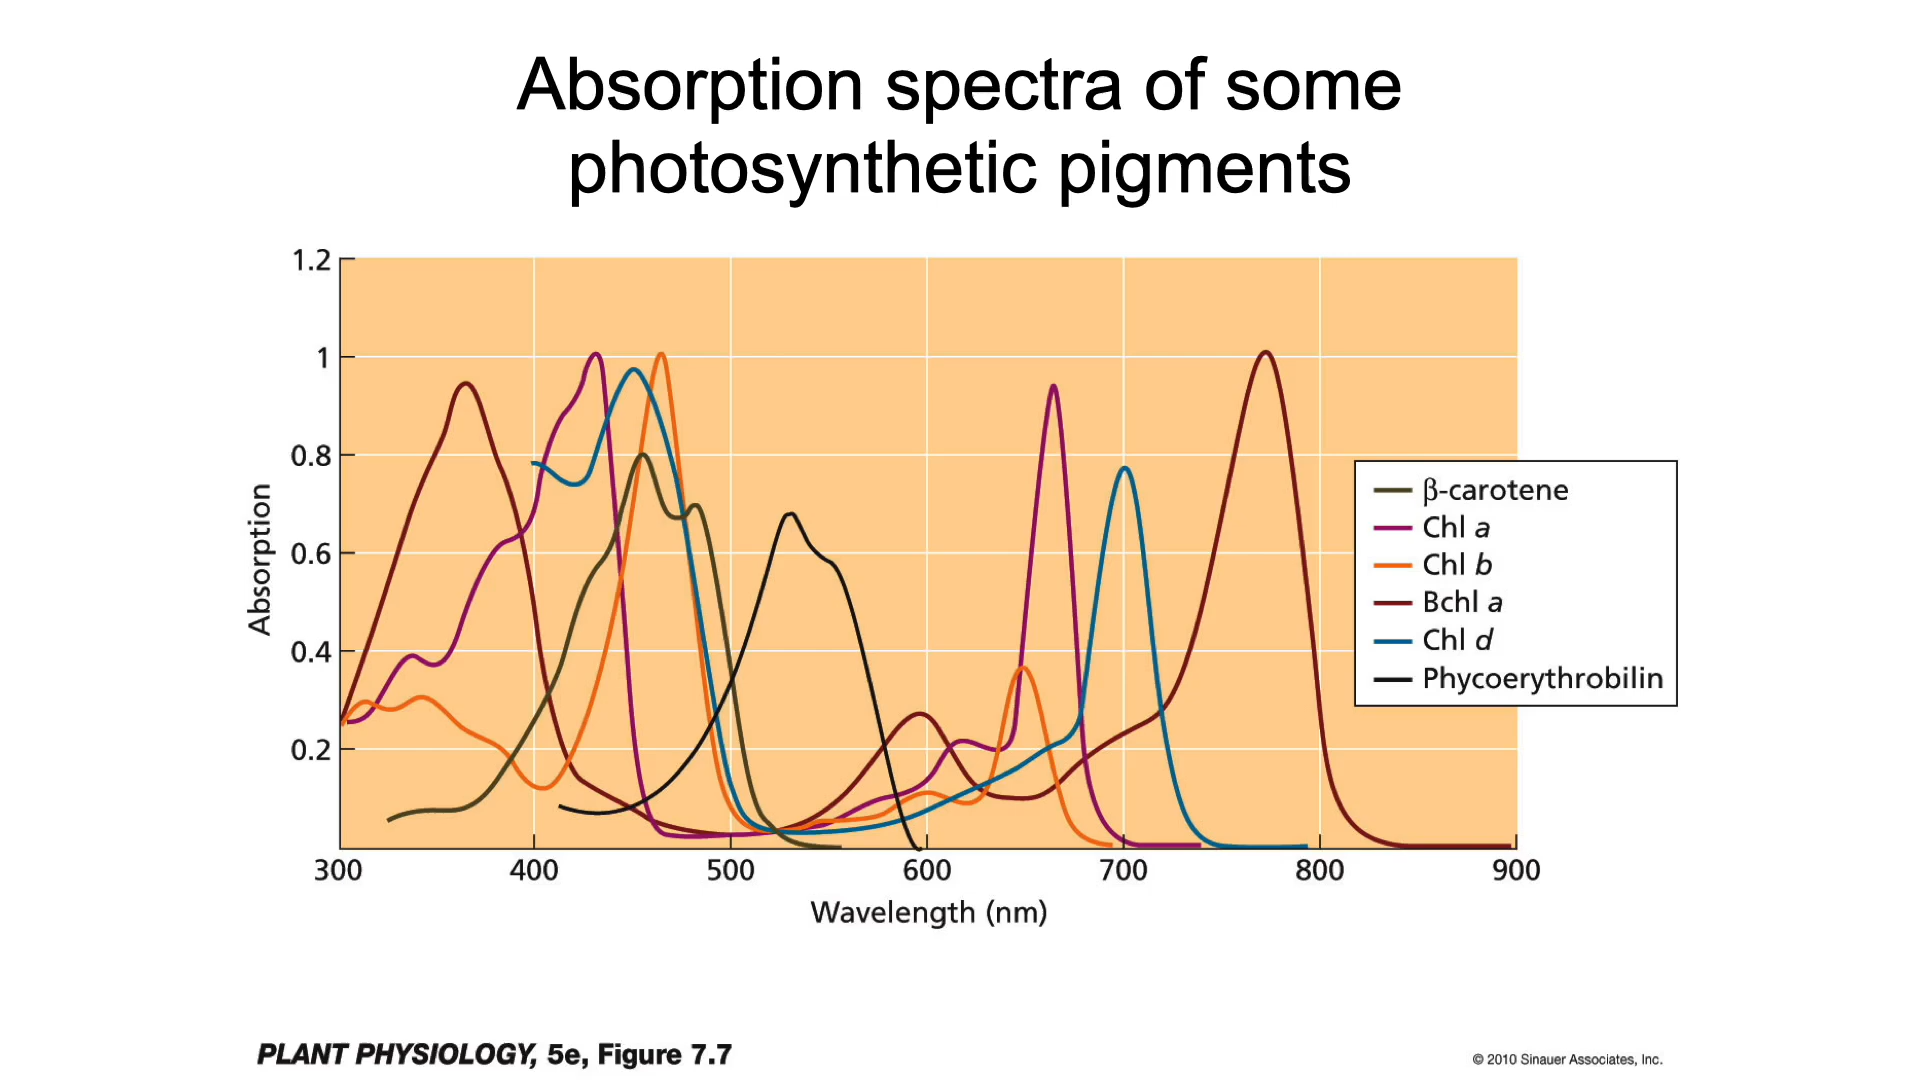 Absorption spectra of some
photosynthetic pigments
1.2
1
0.8
0.6
0.4
0.2
Absorption
300 400 500 600 700 800 900
Wavelength (nm)
β-carotene
Chl a
Chl b
Bchl a
Chl d
Phycoerythrobilin
PLANT PHYSIOLOGY, 5e, Figure 7.7
© 2010 Sinauer Associates, Inc.